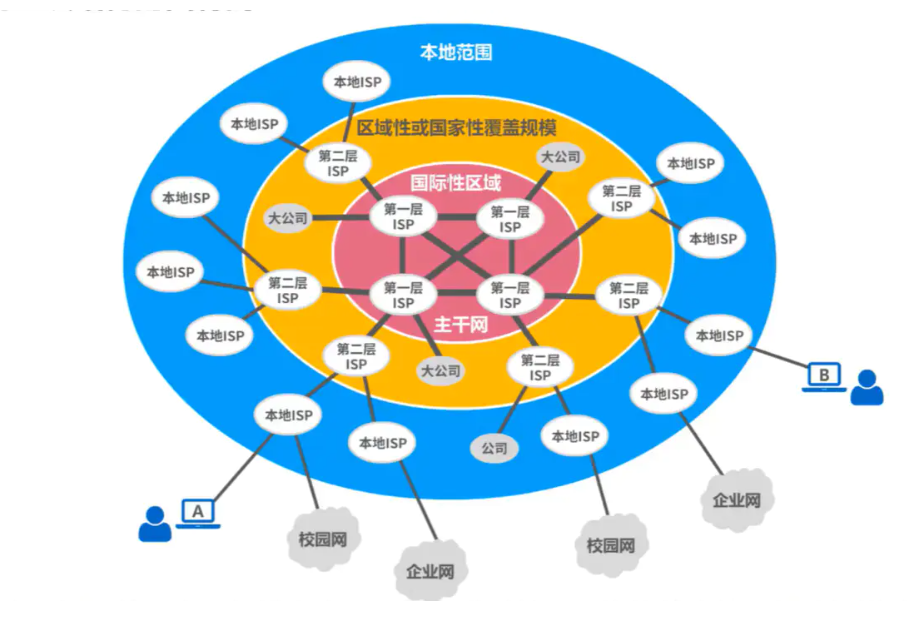 本地范围
本地ISP
本地ISP
区域性或国家性覆盖规模
第二层
ISP
大公司
本地ISP
国际性区域
本地ISP
第二层
ISP
大公司
第一层
ISP
第一层
ISP
本地ISP
本地ISP
第二层
ISP
第一层
ISP
第一层
ISP
第二层
ISP
本地ISP
主干网
本地ISP
第二层
ISP
大公司
第二层
ISP
B
本地ISP
本地ISP
本地ISP
公司
本地ISP
企业网
A
校园网
校园网
企业网